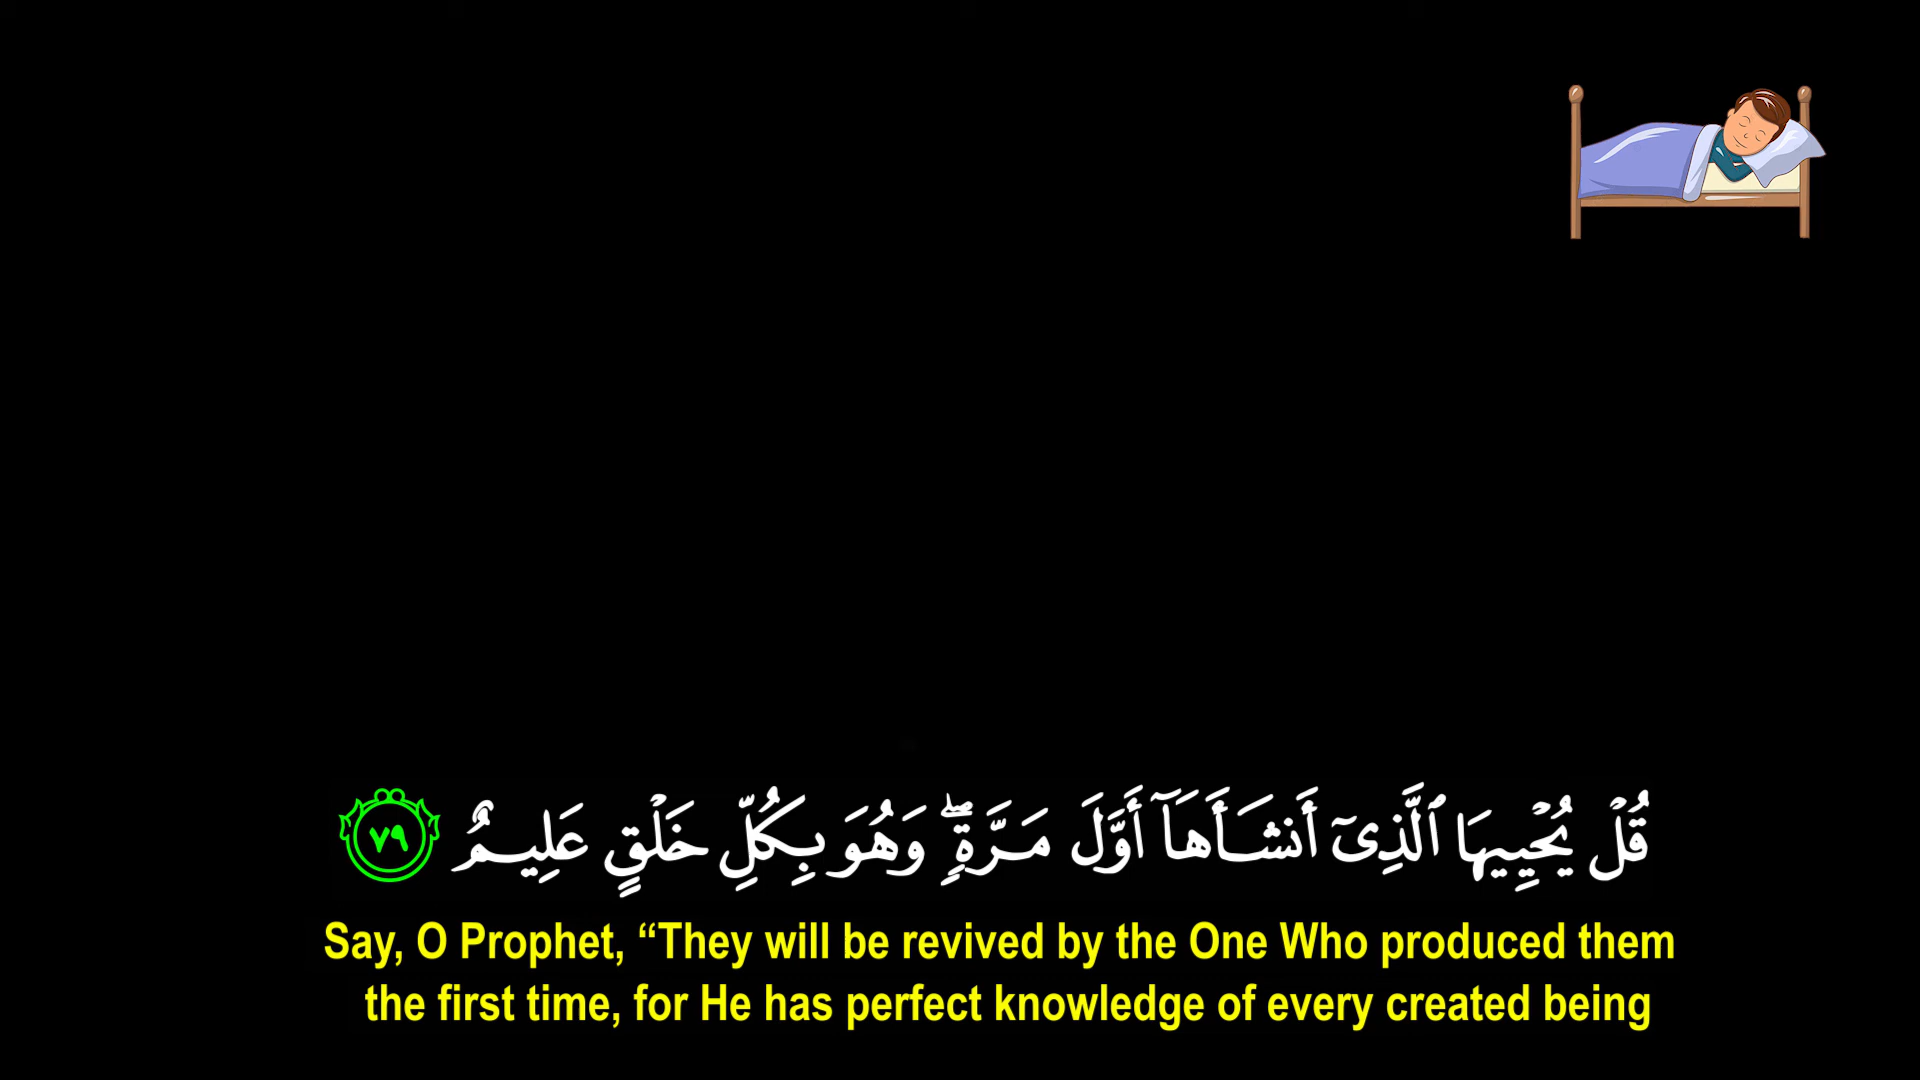 قُلۡ يُحۡيِيهَا ٱلَّذِىٓ أَنشَأَهَآ أَوَّلَ مَرَّةٍۖ وَهُوَ بِكُلِّ خَلۡقٍ عَلِيمٌ ٧٩
Say, O Prophet, “They will be revived by the One Who produced them
the first time, for He has perfect knowledge of every created being